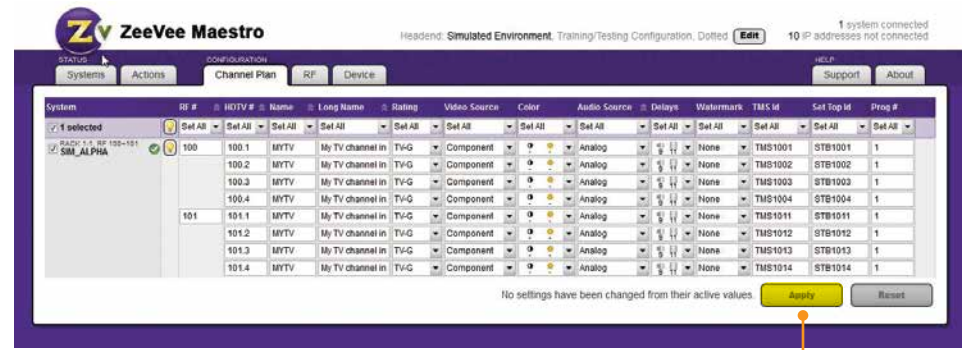 ZV ZeeVee Maestro
Headend: Simulated Environment, Training/Testing Configuration, Dotted Edit
1 system connected
10 IP addresses not connected
STATUS CONFIGURATION HELP
Systems Actions Channel Plan RF Device Support About
System RF # HDTV # Name Long Name Rating Video Source Color Audio Source Delays Watermark TMS Id Set Top Id Prog #
1 selected Set All Set All Set All Set All Set All Set All Set All Set All Set All Set All Set All Set All Set All
RACK 1-1, RF 100-101
SIM_ALPHA 100 100.1 MYTV My TV channel in TV-G Component Analog None TMS1001 STB1001 1
100.2 MYTV My TV channel in TV-G Component Analog None TMS1002 STB1002 1
100.3 MYTV My TV channel in TV-G Component Analog None TMS1003 STB1003 1
100.4 MYTV My TV channel in TV-G Component Analog None TMS1004 STB1004 1
101 101.1 MYTV My TV channel in TV-G Component Analog None TMS1011 STB1011 1
101.2 MYTV My TV channel in TV-G Component Analog None TMS1012 STB1012 1
101.3 MYTV My TV channel in TV-G Component Analog None TMS1013 STB1013 1
101.4 MYTV My TV channel in TV-G Component Analog None TMS1014 STB1014 1
No settings have been changed from their active values. Apply Reset